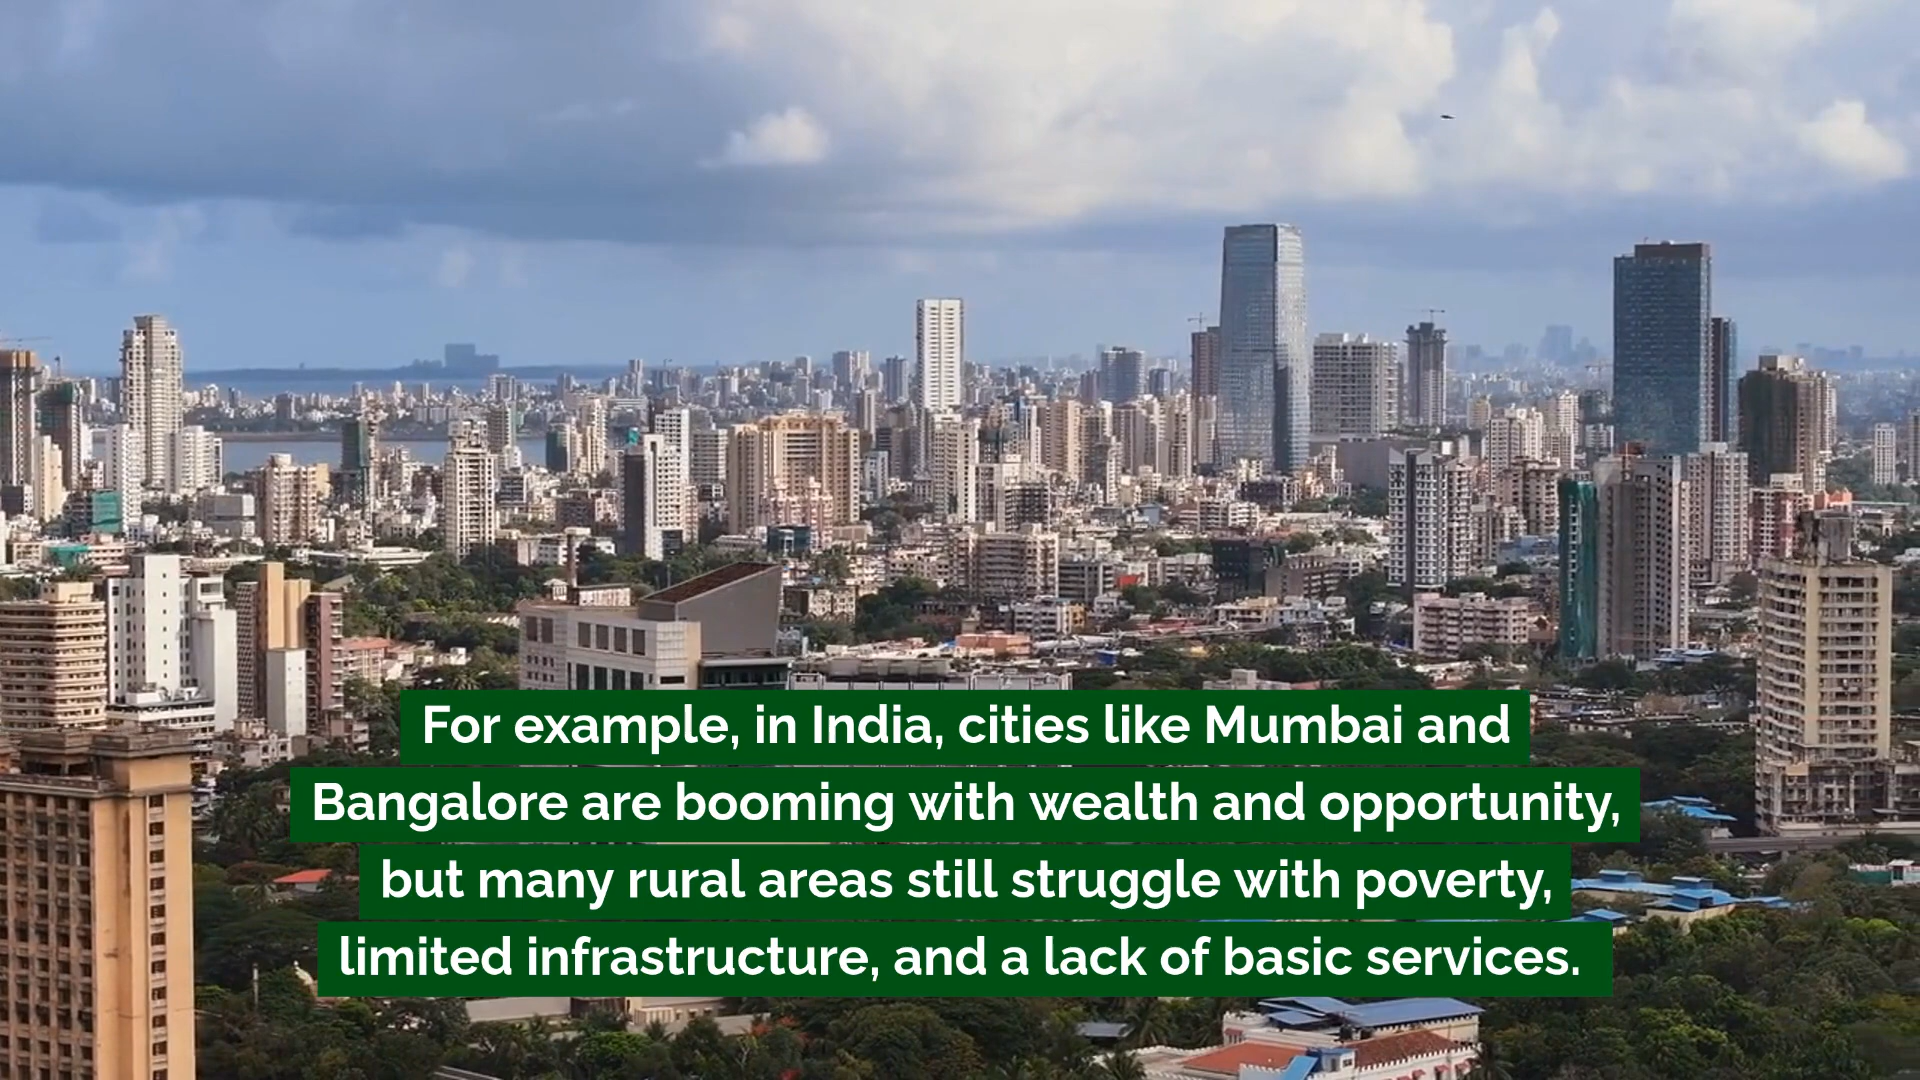 For example, in India, cities like Mumbai and
Bangalore are booming with wealth and opportunity,
but many rural areas still struggle with poverty,
limited infrastructure, and a lack of basic services.